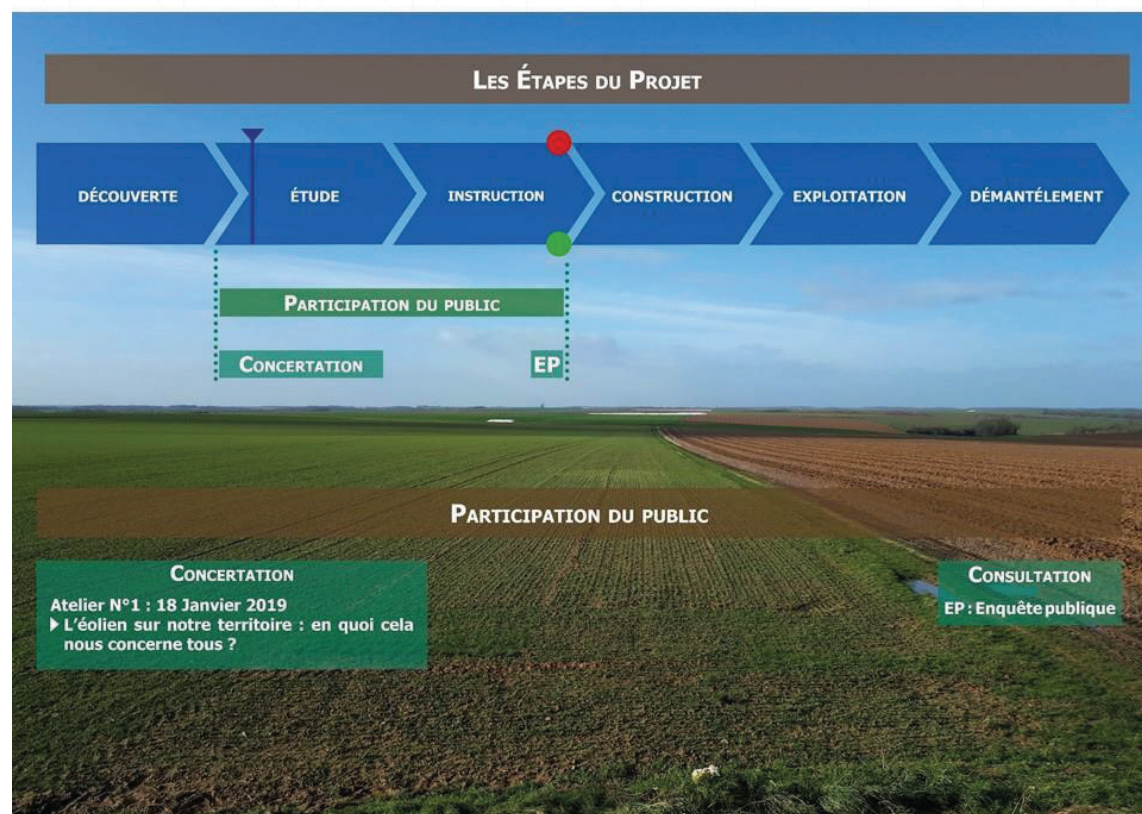 Les Étapes du Projet
DÉCOUVERTE
ÉTUDE
INSTRUCTION
CONSTRUCTION
EXPLOITATION
DÉMANTÉLEMENT
Participation du public
Concertation
EP
Participation du public
Concertation
Atelier N°1 : 18 Janvier 2019
L'éolien sur notre territoire : en quoi cela
nous concerne tous ?
Consultation
EP : Enquête publique